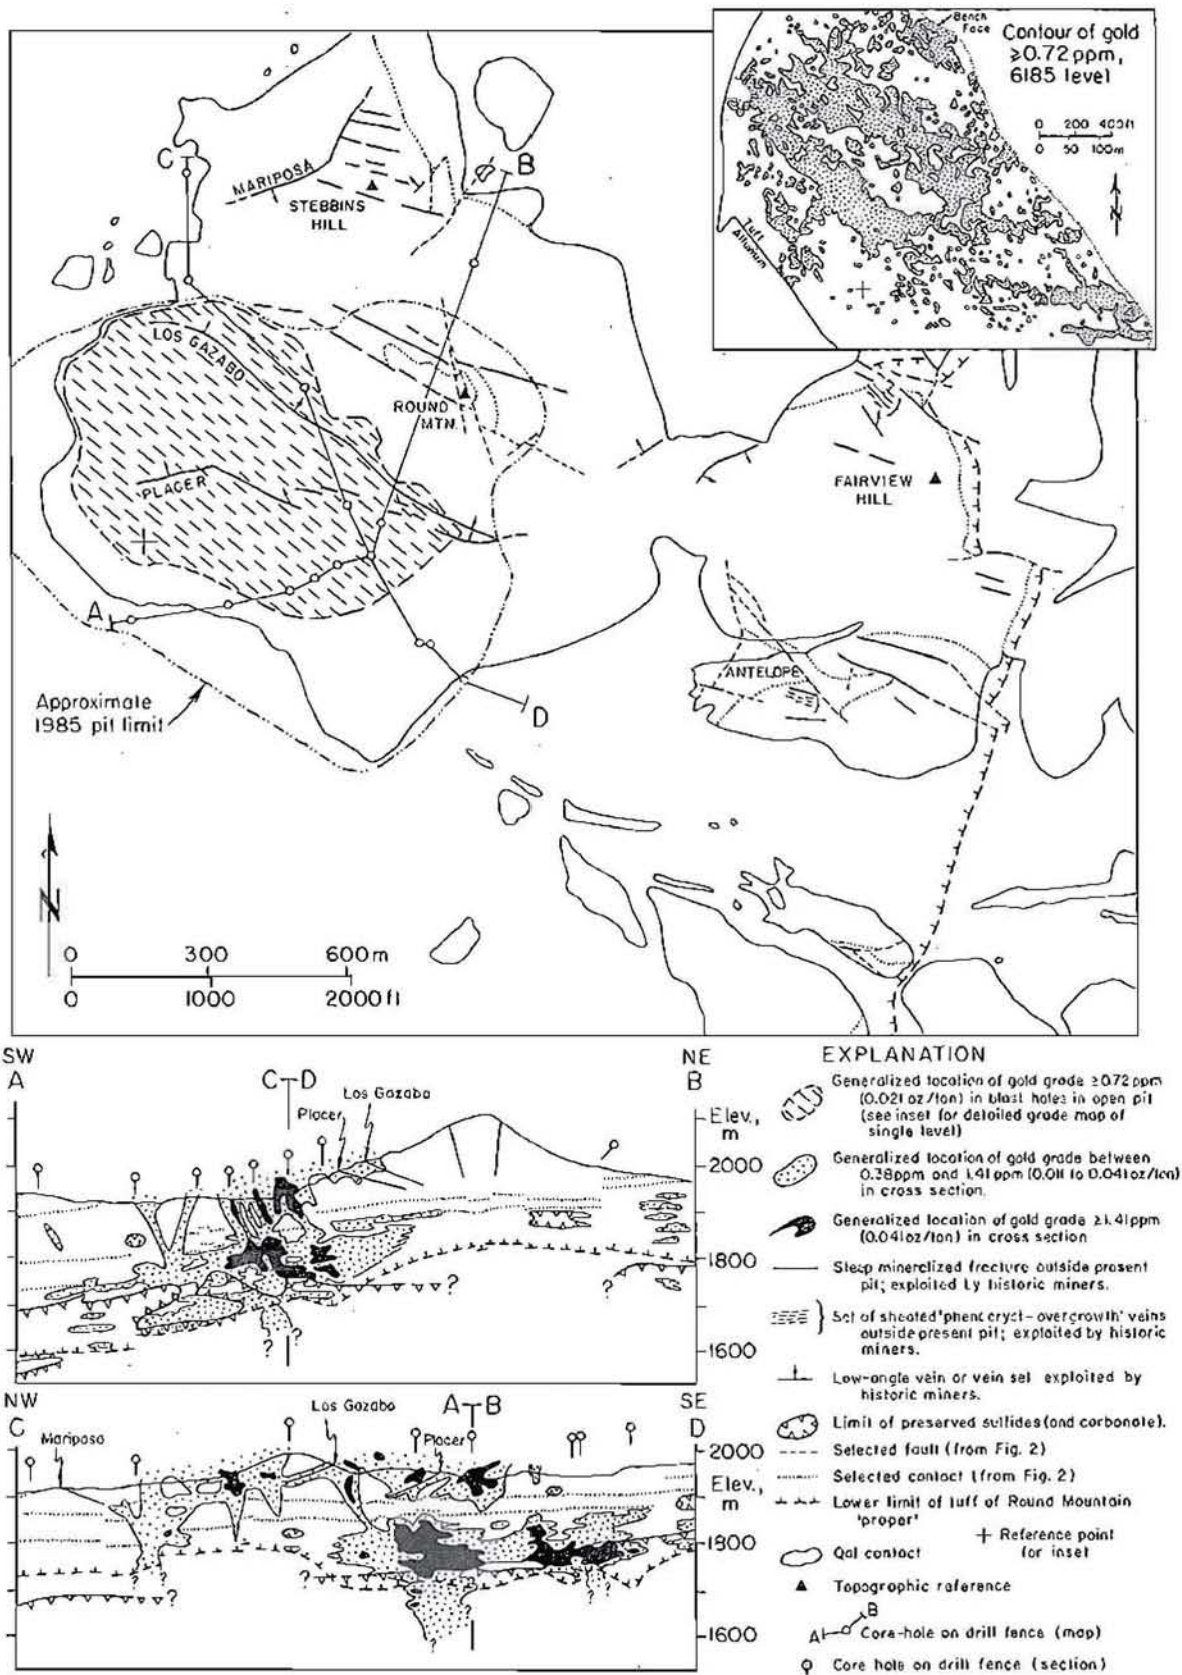 Bench
Face
Contour of gold
≥0.72 ppm,
6185 level
0 200 400ft
0 50 100m
N
Tuff
Alluvium
C
B
MARIPOSA
STEBBINS
HILL
LOS GAZABO
ROUND
MTN.
PLACER
FAIRVIEW
HILL
A
ANTELOPE
Approximate
1985 pit limit
D
N
0 300 600m
0 1000 2000ft
SW
A
NE
B
C D
Los Gazabo
Placer
Elev.,
m
2000
1800
1600
?
?
? ?
NW
C
SE
D
Mariposa
Los Gazabo
A B
Placer
2000
Elev.,
m
1800
1600
?
EXPLANATION
Generalized location of gold grade ≥0.72 ppm
(0.021 oz/ton) in blast holes in open pit
(see inset for detailed grade map of
single level)
Generalized location of gold grade between
0.38ppm and 1.41 ppm (0.011 to 0.041oz/ton)
in cross section.
Generalized location of gold grade ≥1.41ppm
(0.041oz/ton) in cross section
Steep mineralized fracture outside present
pit; exploited by historic miners.
Set of sheeted 'phenocryst-overgrowth' veins
outside present pit; exploited by historic
miners.
Low-angle vein or vein set exploited by
historic miners.
Limit of preserved sulfides (and carbonate).
Selected fault (from Fig. 2)
Selected contact (from Fig. 2)
Lower limit of tuff of Round Mountain
'proper'
Reference point
for inset
Qal contact
Topographic reference
A B
Core-hole on drill fence (map)
Core hole on drill fence (section)